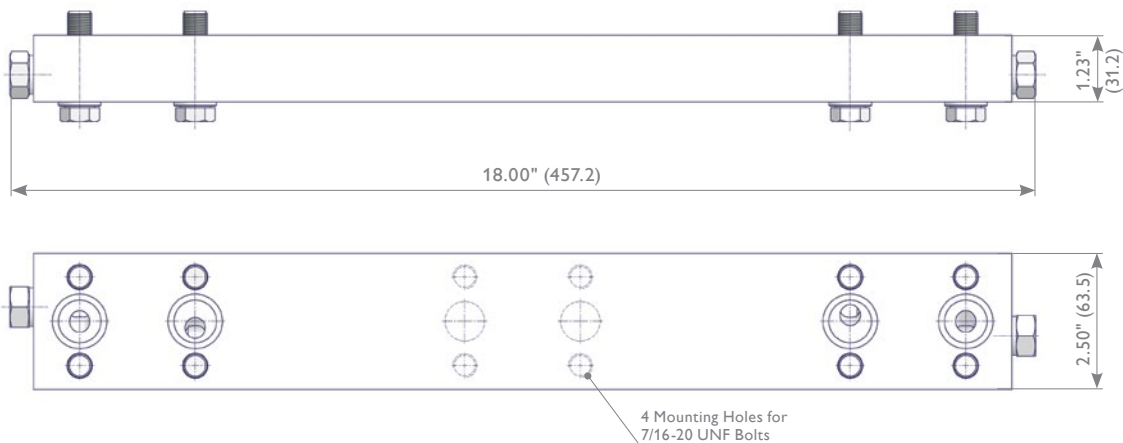 1.23"
(31.2)
18.00" (457.2)
2.50" (63.5)
4 Mounting Holes for
7/16-20 UNF Bolts